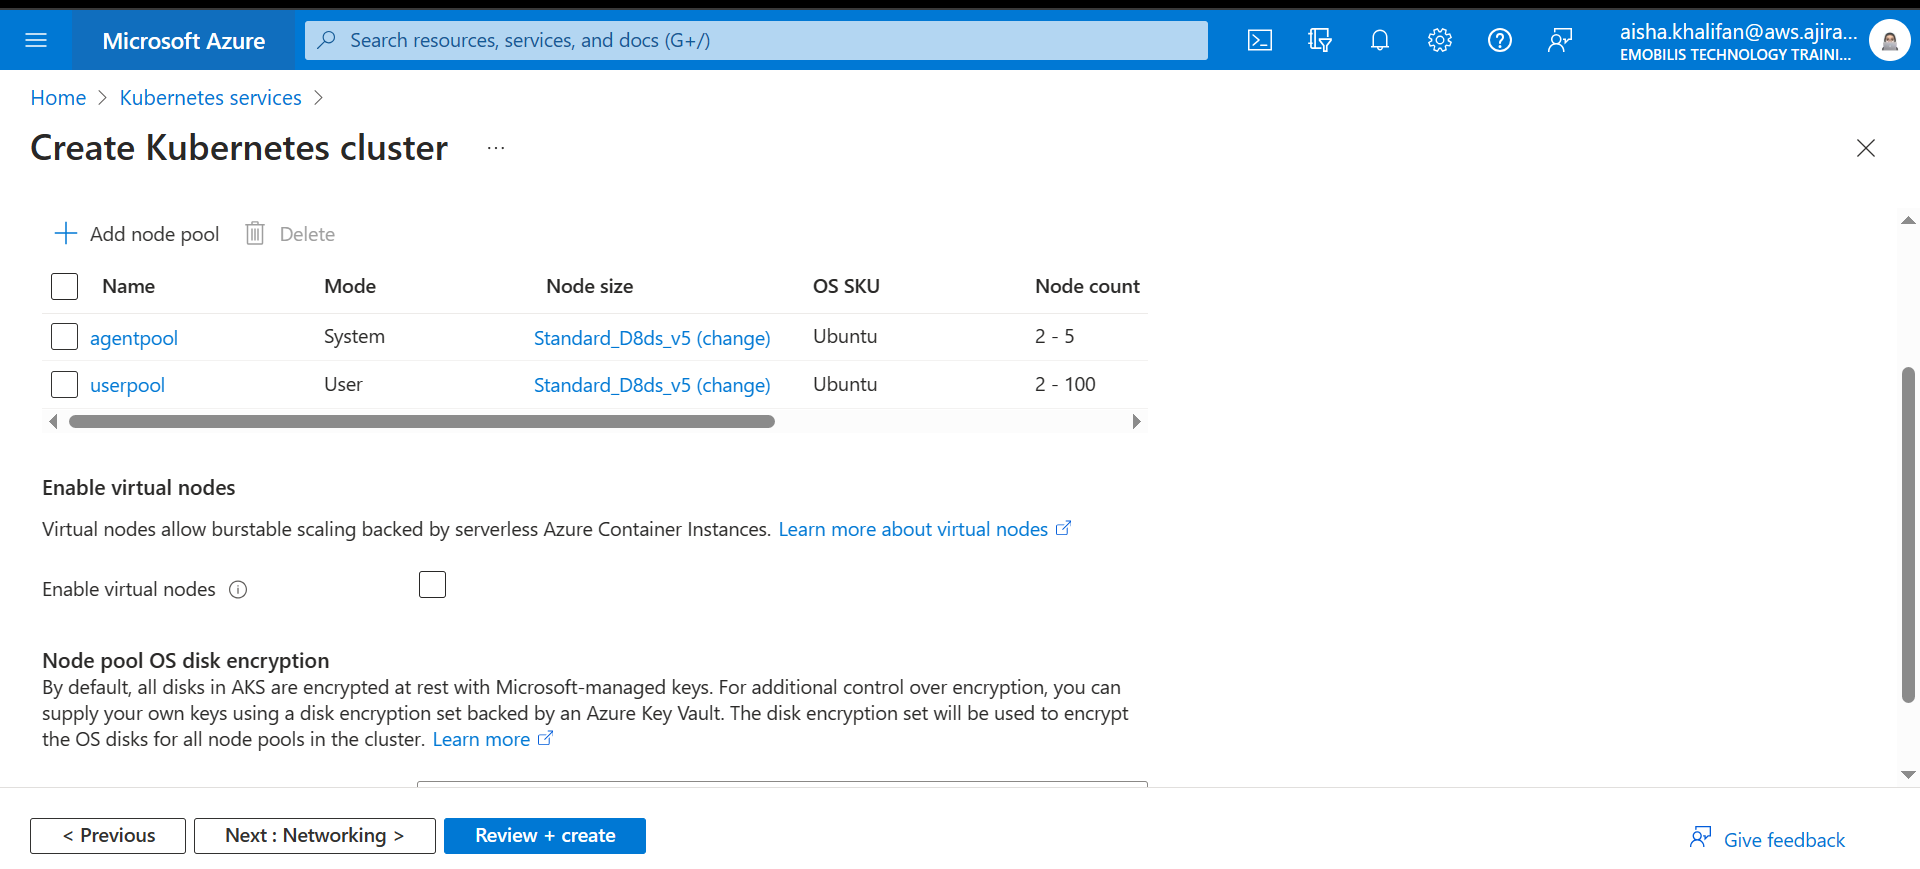 Microsoft Azure
Search resources, services, and docs (G+/)
aisha.khalifan@aws.ajira...
EMOBILIS TECHNOLOGY TRAINI...
Home > Kubernetes services >
Create Kubernetes cluster ...
Add node pool Delete
Name Mode Node size OS SKU Node count
agentpool System Standard_D8ds_v5 (change) Ubuntu 2 - 5
userpool User Standard_D8ds_v5 (change) Ubuntu 2 - 100
Enable virtual nodes
Virtual nodes allow burstable scaling backed by serverless Azure Container Instances. Learn more about virtual nodes
Enable virtual nodes
Node pool OS disk encryption
By default, all disks in AKS are encrypted at rest with Microsoft-managed keys. For additional control over encryption, you can
supply your own keys using a disk encryption set backed by an Azure Key Vault. The disk encryption set will be used to encrypt
the OS disks for all node pools in the cluster. Learn more
< Previous
Next : Networking >
Review + create
Give feedback